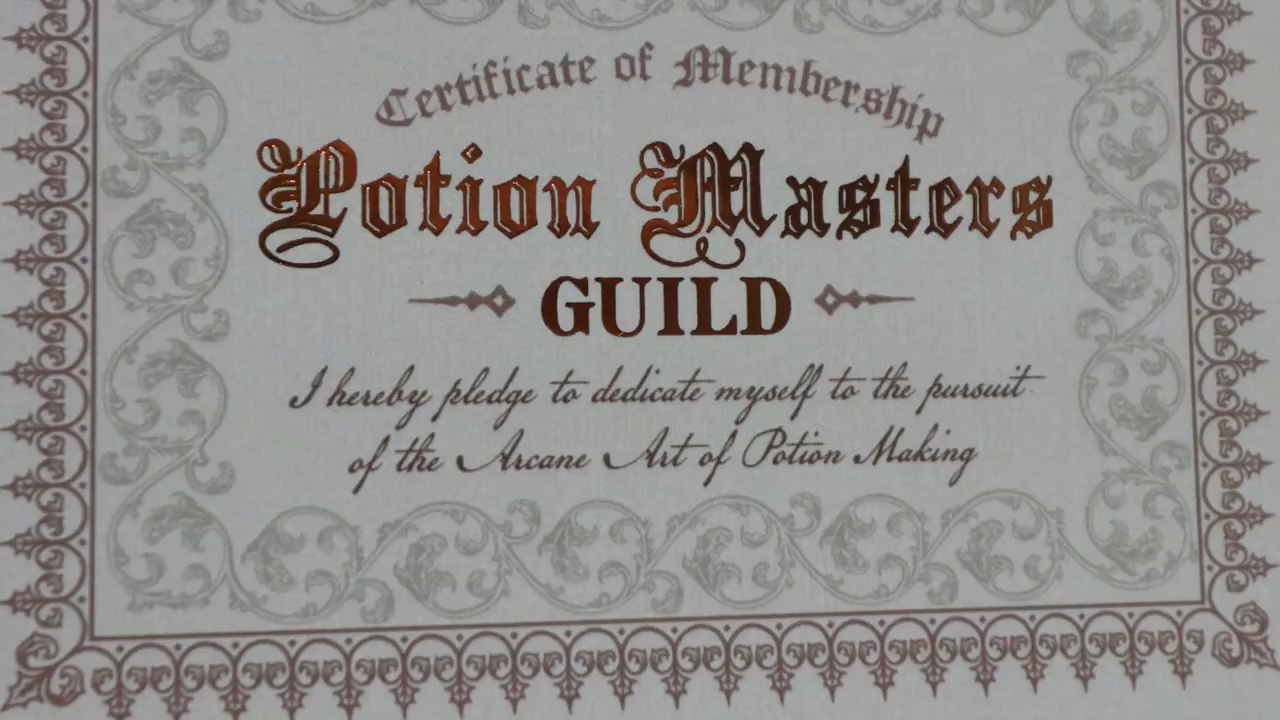 Certificate of Membership
Potion Masters
GUILD
I hereby pledge to dedicate myself to the pursuit
of the Arcane Art of Potion Making